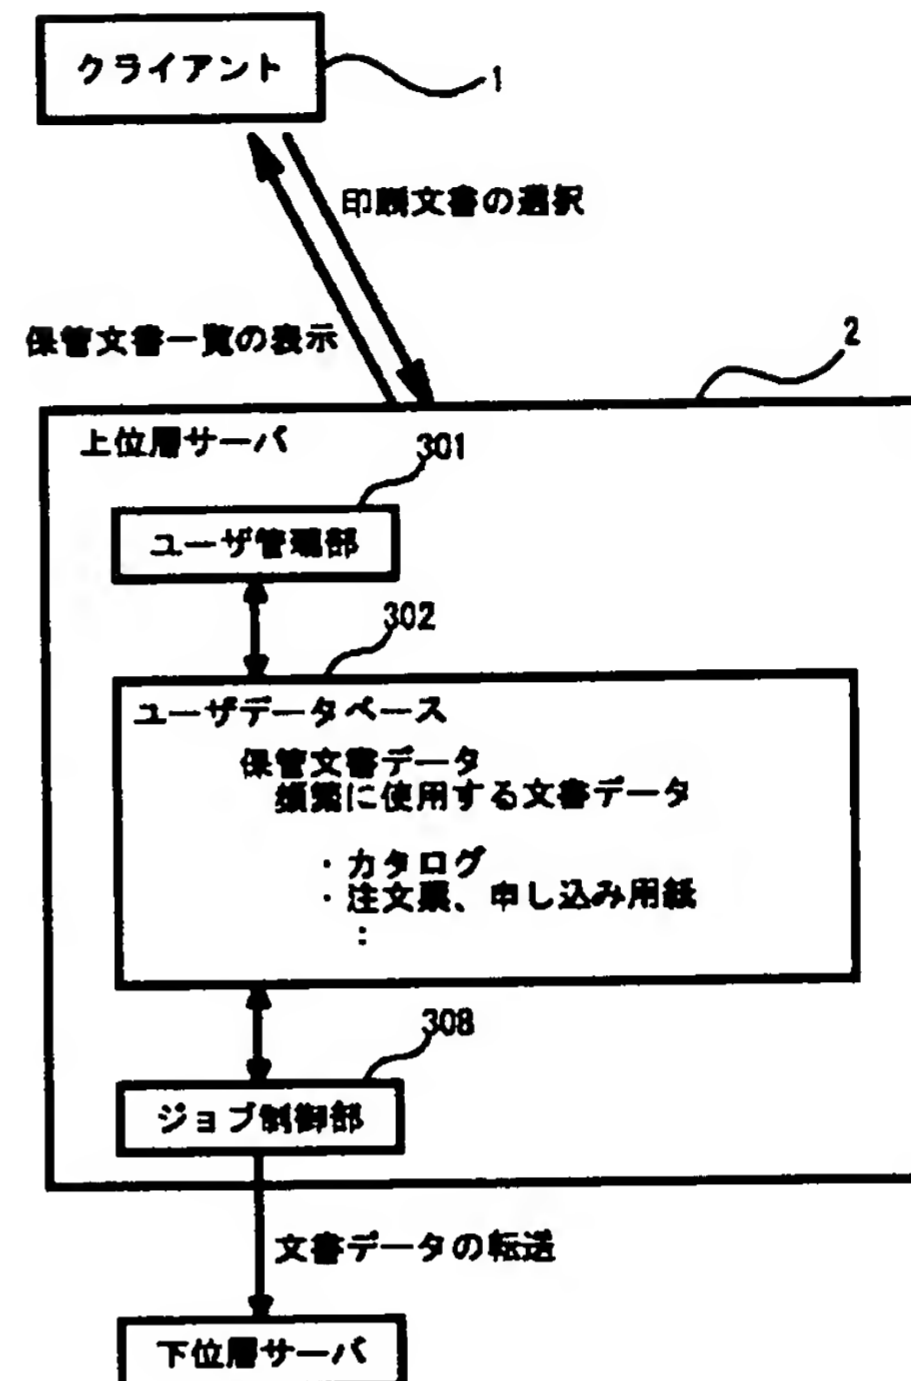 クライアント
1
印刷文書の選択
保管文書一覧の表示
2
上位層サーバ
301
ユーザ管理部
302
ユーザデータベース
保管文書データ
頻繁に使用する文書データ
・カタログ
・注文票、申し込み用紙
:
308
ジョブ制御部
文書データの転送
下位層サーバ